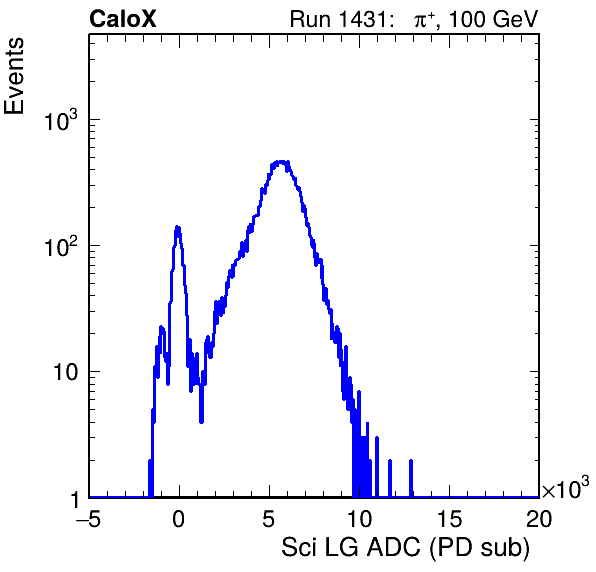 CaloX Run 1431: π⁺, 100 GeV
Events
10³
10²
10
1
−5 0 5 10 15 20 ×10³
Sci LG ADC (PD sub)